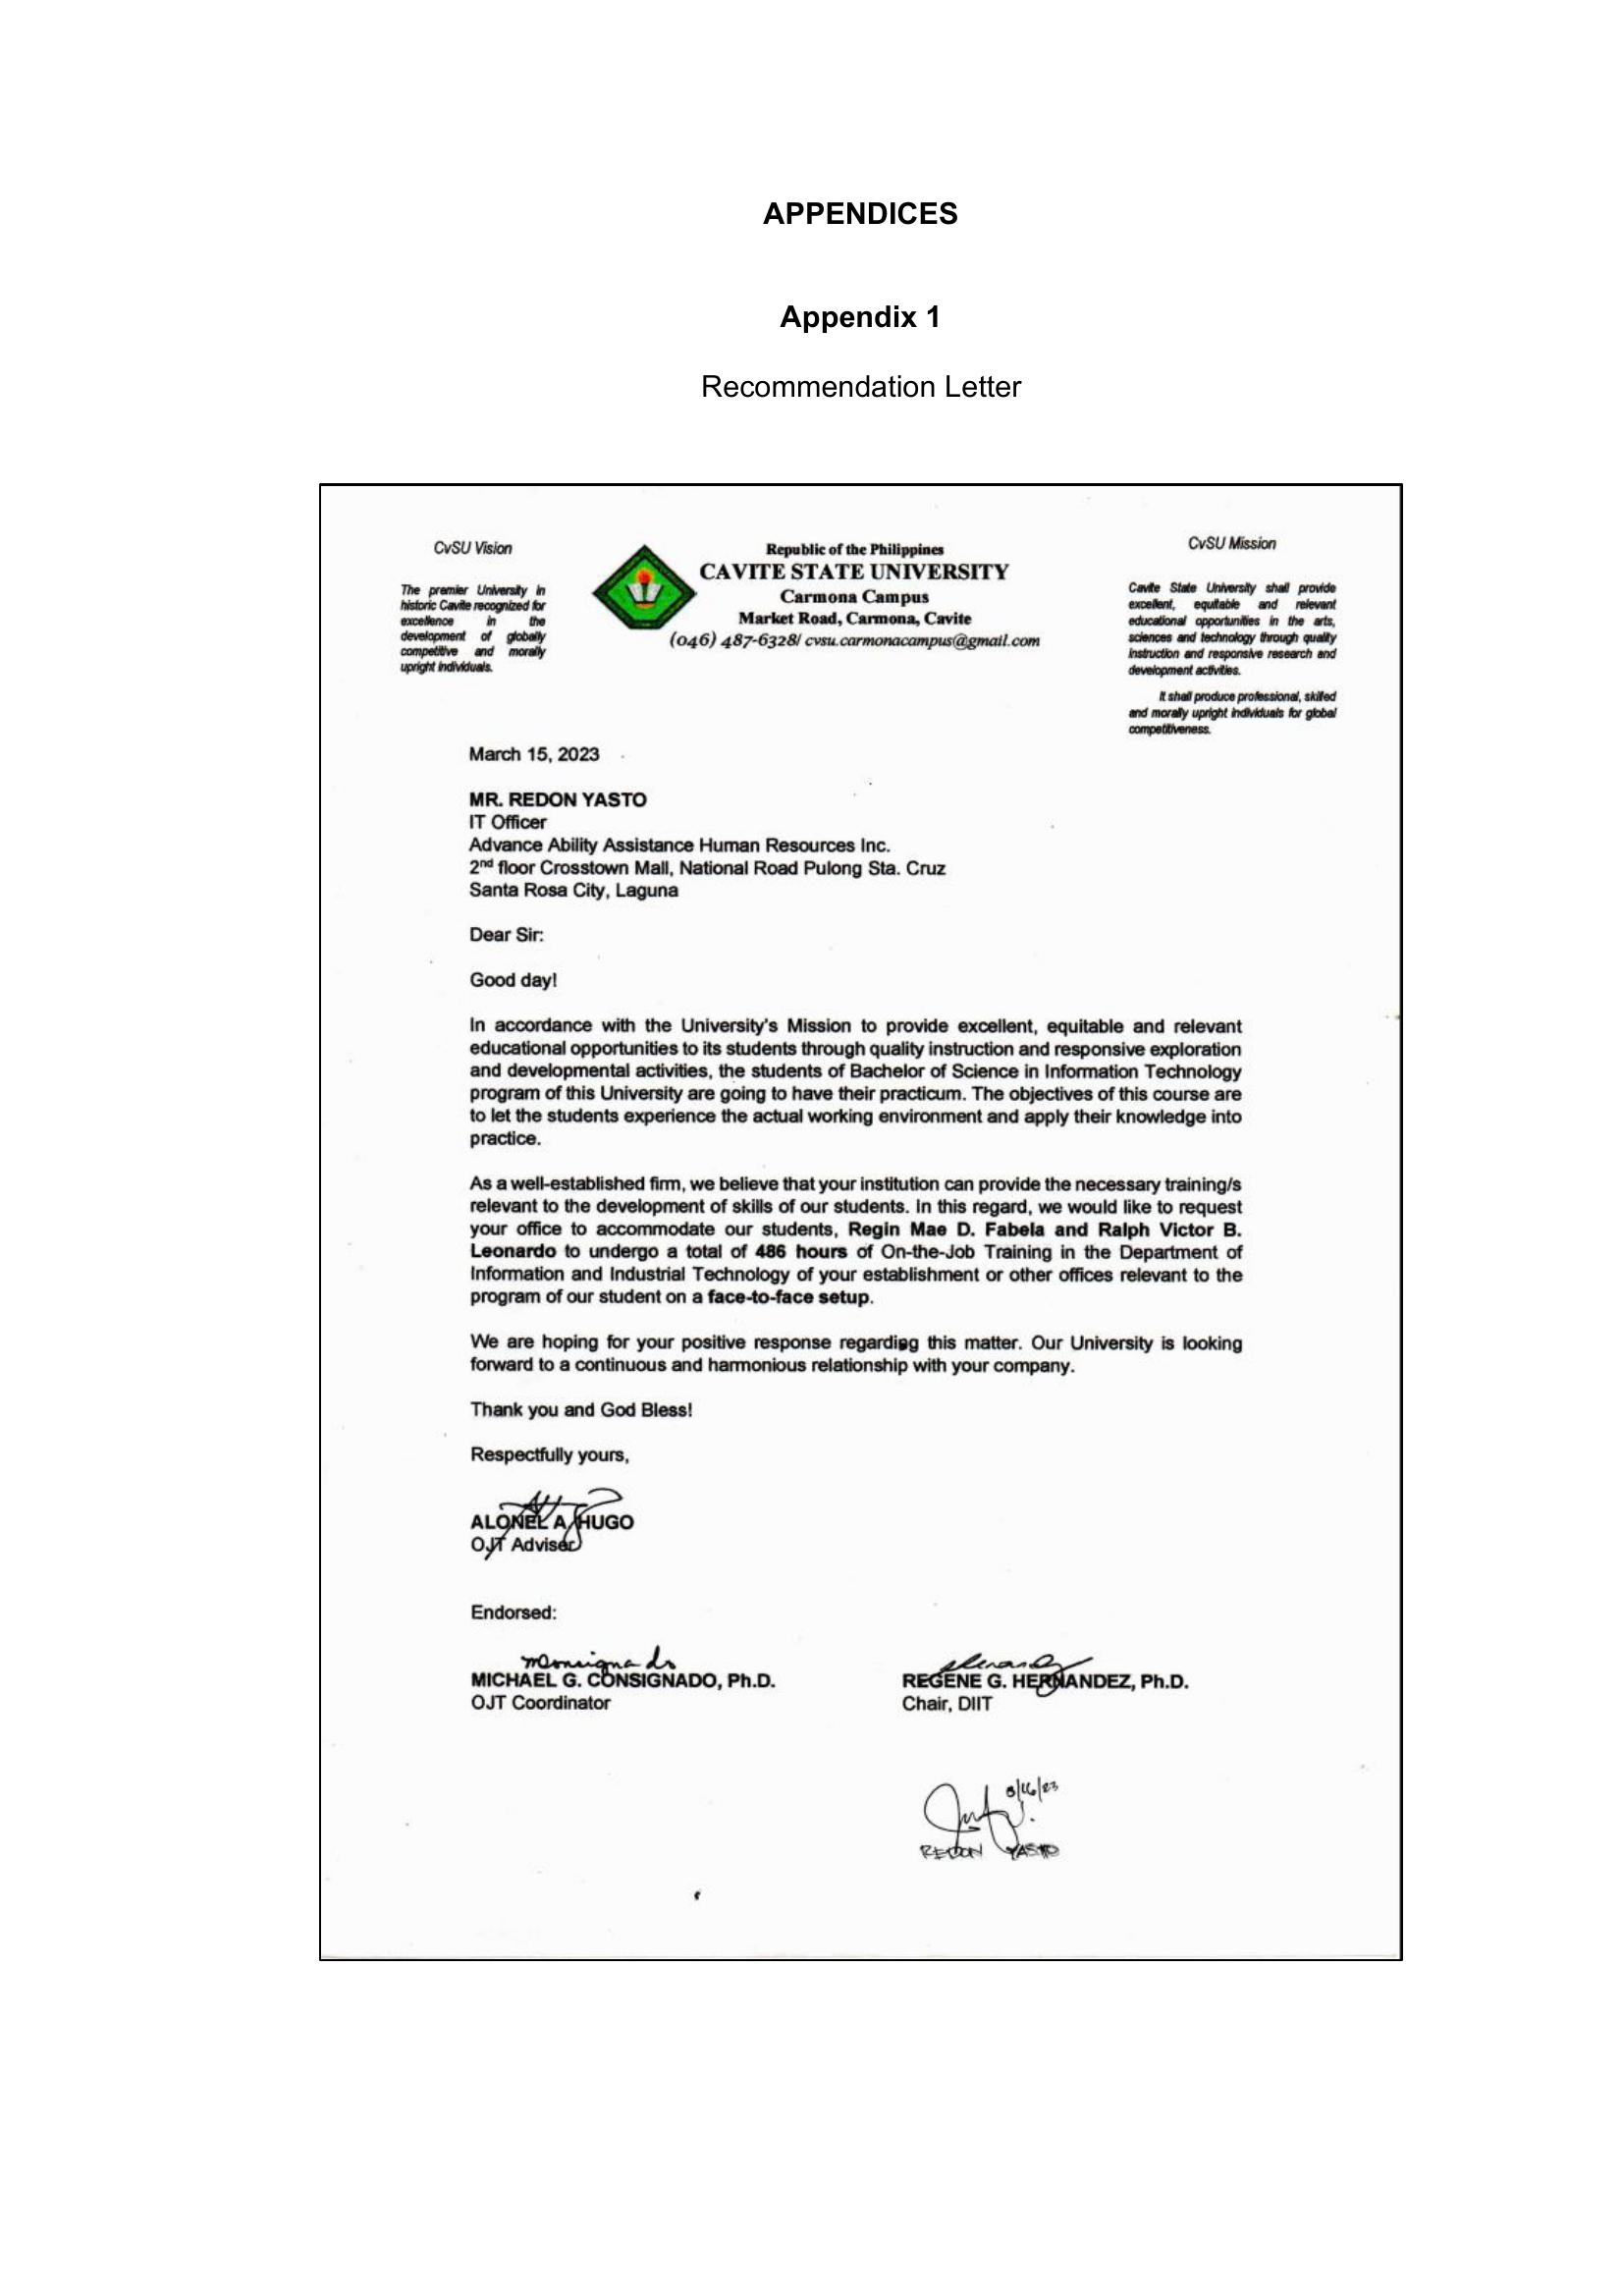 APPENDICES
Appendix 1
Recommendation Letter
CvSU Vision
The premier University in
historic Cavite recognized for
excellence in the
development of globally
competitive and morally
upright individuals.
Republic of the Philippines
CAVITE STATE UNIVERSITY
Carmona Campus
Market Road, Carmona, Cavite
(046) 487-6328/ cvsu.carmonacampus@gmail.com
CvSU Mission
Cavite State University shall provide
excellent, equitable and relevant
educational opportunities in the arts,
sciences and technology through quality
instruction and responsive research and
development activities.
It shall produce professional, skilled
and morally upright individuals for global
competitiveness.
March 15, 2023
MR. REDON YASTO
IT Officer
Advance Ability Assistance Human Resources Inc.
2nd floor Crosstown Mall, National Road Pulong Sta. Cruz
Santa Rosa City, Laguna
Dear Sir:
Good day!
In accordance with the University's Mission to provide excellent, equitable and relevant
educational opportunities to its students through quality instruction and responsive exploration
and developmental activities, the students of Bachelor of Science in Information Technology
program of this University are going to have their practicum. The objectives of this course are
to let the students experience the actual working environment and apply their knowledge into
practice.
As a well-established firm, we believe that your institution can provide the necessary training/s
relevant to the development of skills of our students. In this regard, we would like to request
your office to accommodate our students, Regin Mae D. Fabela and Ralph Victor B.
Leonardo to undergo a total of 486 hours of On-the-Job Training in the Department of
Information and Industrial Technology of your establishment or other offices relevant to the
program of our student on a face-to-face setup.
We are hoping for your positive response regarding this matter. Our University is looking
forward to a continuous and harmonious relationship with your company.
Thank you and God Bless!
Respectfully yours,
ALONEL A. HUGO
OJT Adviser
Endorsed:
MICHAEL G. CONSIGNADO, Ph.D.
OJT Coordinator
REGENE G. HERNANDEZ, Ph.D.
Chair, DIIT
REDON YASTO